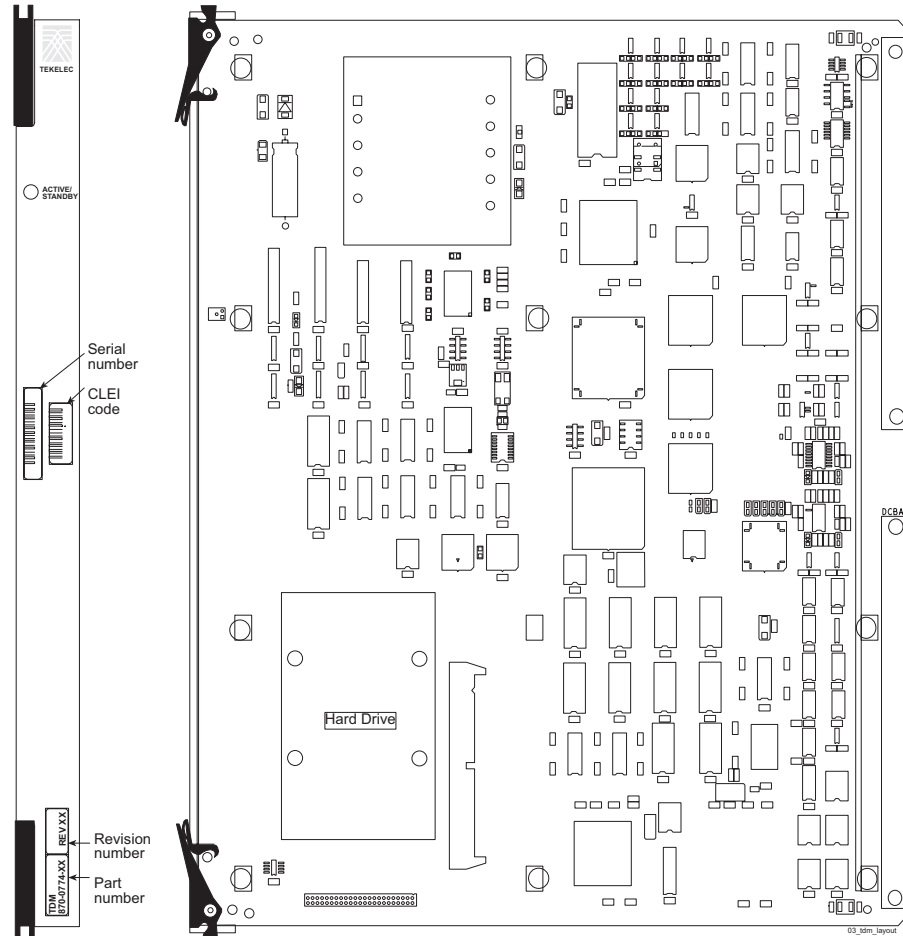 TEKELEC
ACTIVE/
STANDBY
Serial
number
CLEI
code
DCBA
Hard Drive
REV XX
Revision
number
TDM
870-0774-XX
Part
number
03_tdm_layout